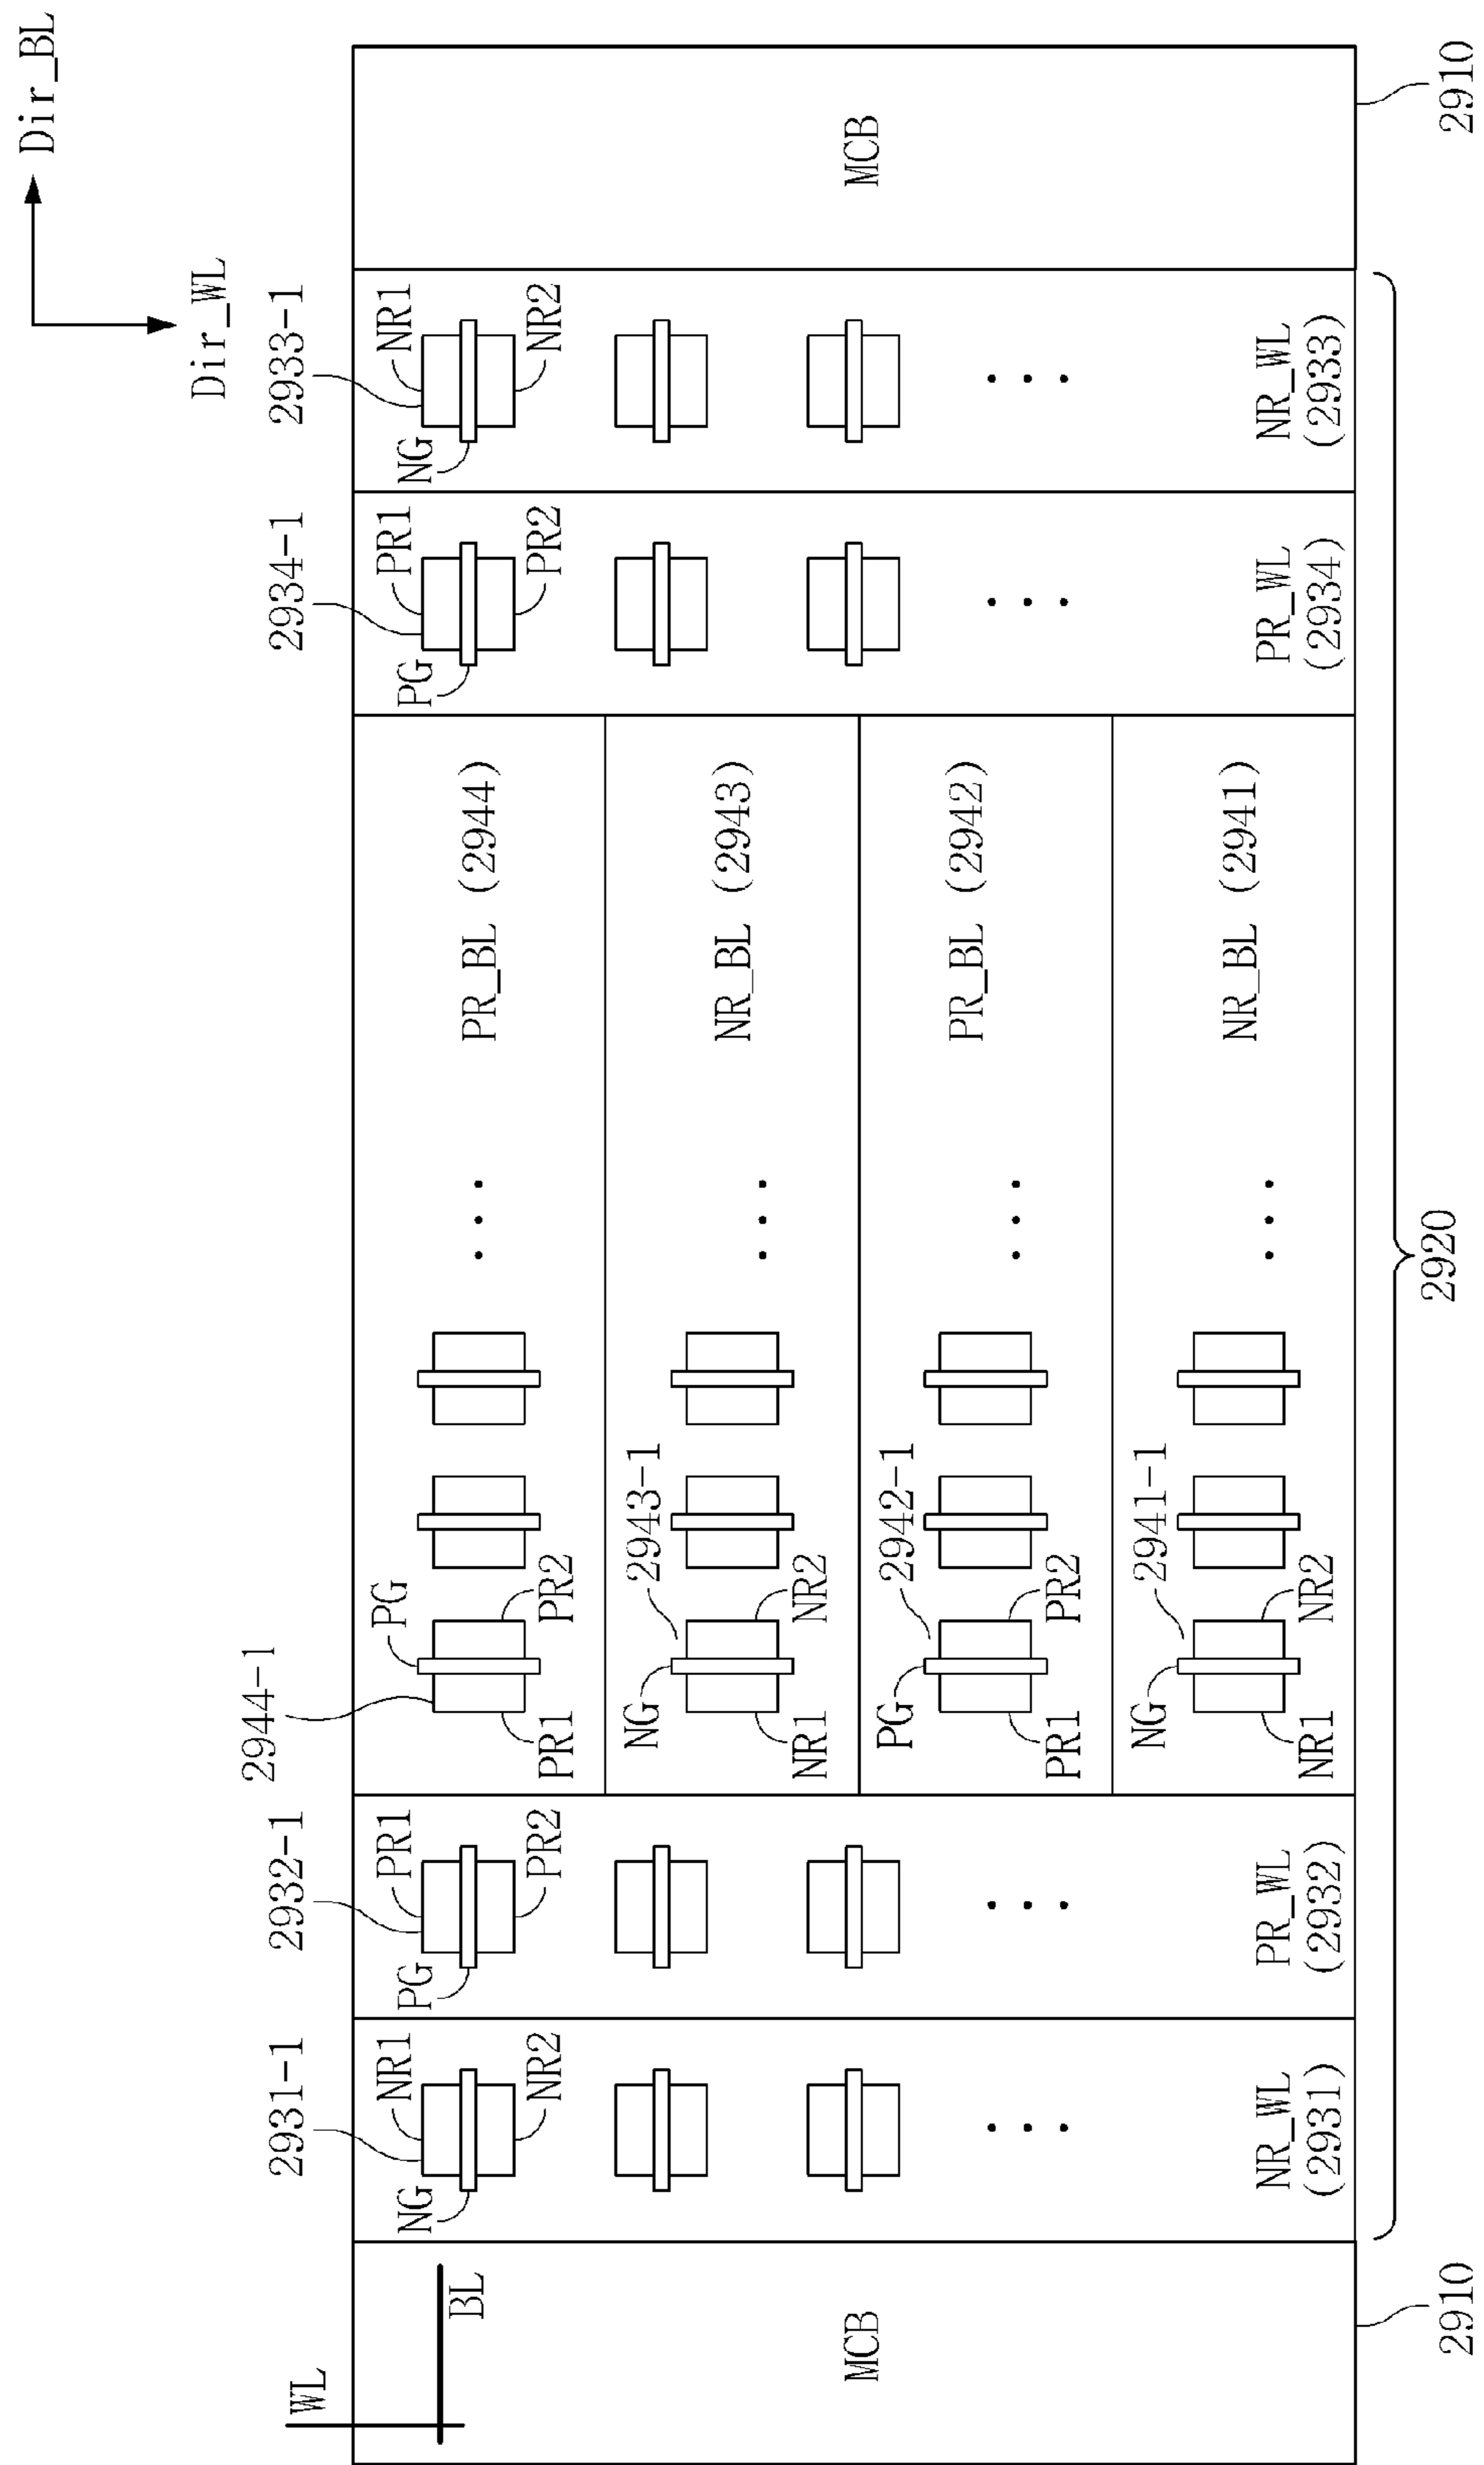 Dir_BL
Dir_WL
2944-1
2931-1
2932-1
2934-1
2933-1
WL
NR1
PR1
PG
PR1
NR1
NG
PG
PG
NG
BL
PR_BL (2944)
NR2
PR2
PR1
PR2
PR2
NR2
NG
2943-1
NR_BL (2943)
NR1
NR2
MCB
MCB
PG
2942-1
PR_BL (2942)
PR1
PR2
NG
2941-1
NR_BL (2941)
NR1
NR2
NR_WL
(2931)
PR_WL
(2932)
PR_WL
(2934)
NR_WL
(2933)
2910
2920
2910